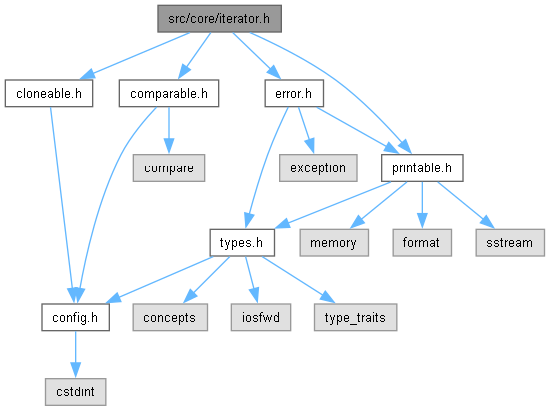 src/core/iterator.h
cloneable.h
comparable.h
error.h
compare
exception
printable.h
types.h
memory
format
sstream
config.h
concepts
iosfwd
type_traits
cstdint